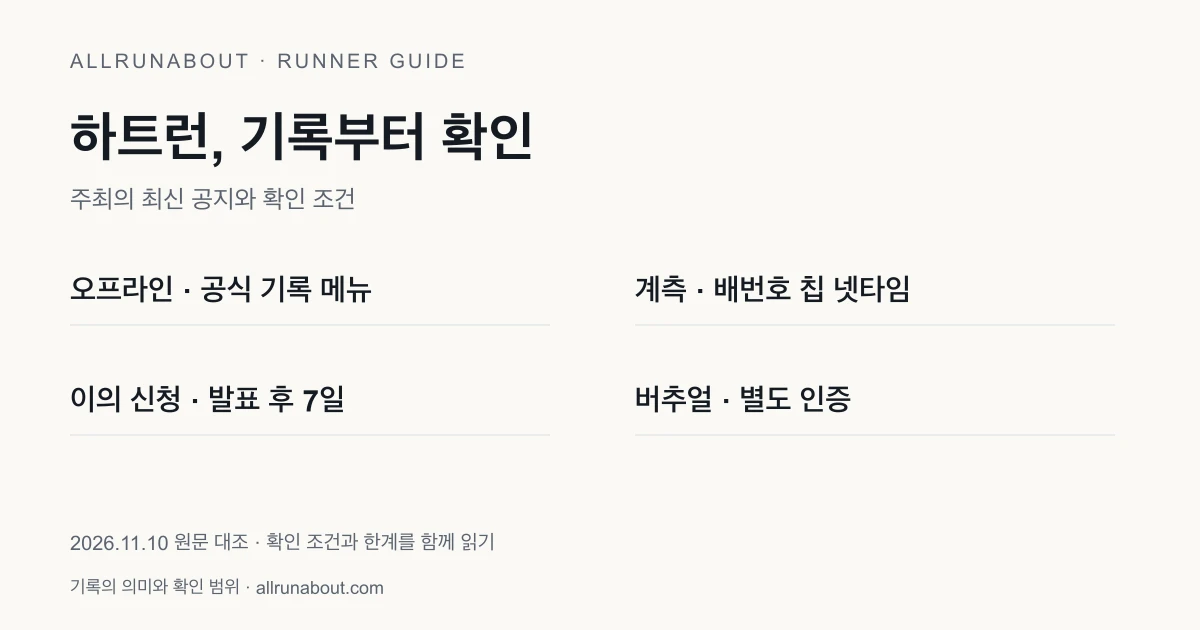 ALLRUNABOUT · RUNNER GUIDE
하트런, 기록부터 확인
주최의 최신 공지와 확인 조건
오프라인 · 공식 기록 메뉴
계측 · 배번호 칩 넷타임
이의 신청 · 발표 후 7일
버추얼 · 별도 인증
2026.11.10 원문 대조 · 확인 조건과 한계를 함께 읽기
기록의 의미와 확인 범위 · allrunabout.com